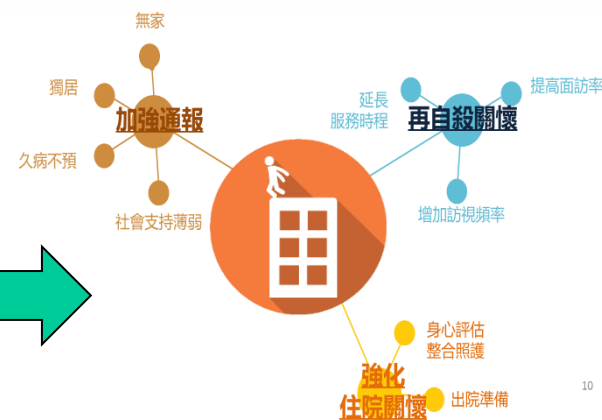 無家
獨居
加強通報
久病不預
社會支持薄弱
延長
服務時程
再自殺關懷
提高面訪率
增加訪視頻率
身心評估
整合照護
強化
住院關懷
出院準備
10